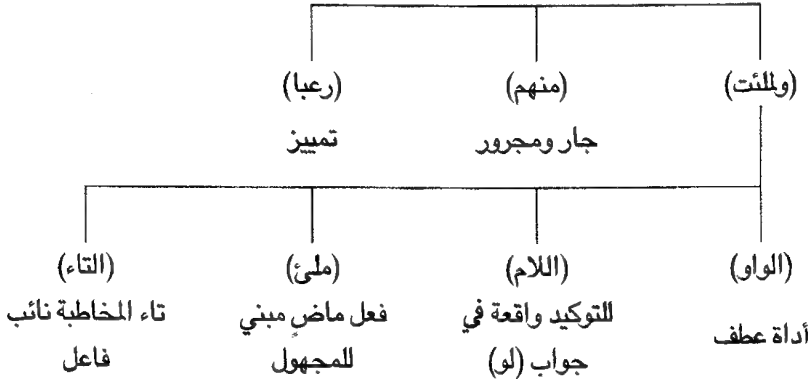 (ولملئت) (منهم) (رعبا)
جار ومجرور تمييز
(الواو) (اللام) (ملئ) (التاء)
أداة عطف للتوكيد واقعة في فعل ماضٍ مبني تاء المخاطبة نائب
جواب (لو) للمجهول فاعل